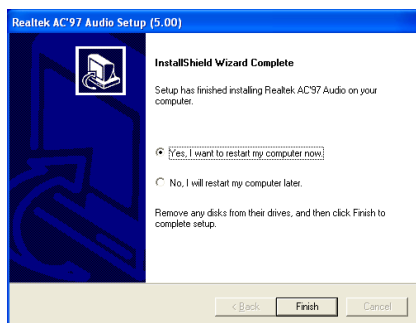 Realtek AC'97 Audio Setup (5.00)
InstallShield Wizard Complete
Setup has finished installing Realtek AC'97 Audio on your
computer.
Yes, I want to restart my computer now.
No, I will restart my computer later.
Remove any disks from their drives, and then click Finish to
complete setup.
< Back Finish Cancel